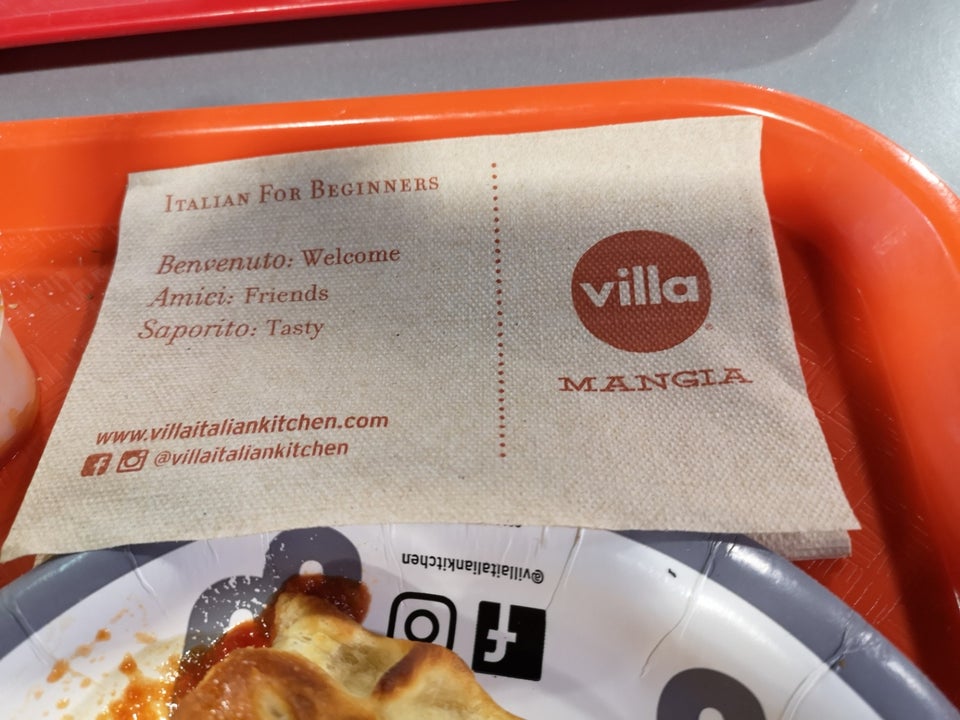 Italian For Beginners
Benvenuto: Welcome
Amici: Friends
Saporito: Tasty
www.villaitaliankitchen.com
@villaitaliankitchen
villa
MANGIA
@villaitaliankitchen